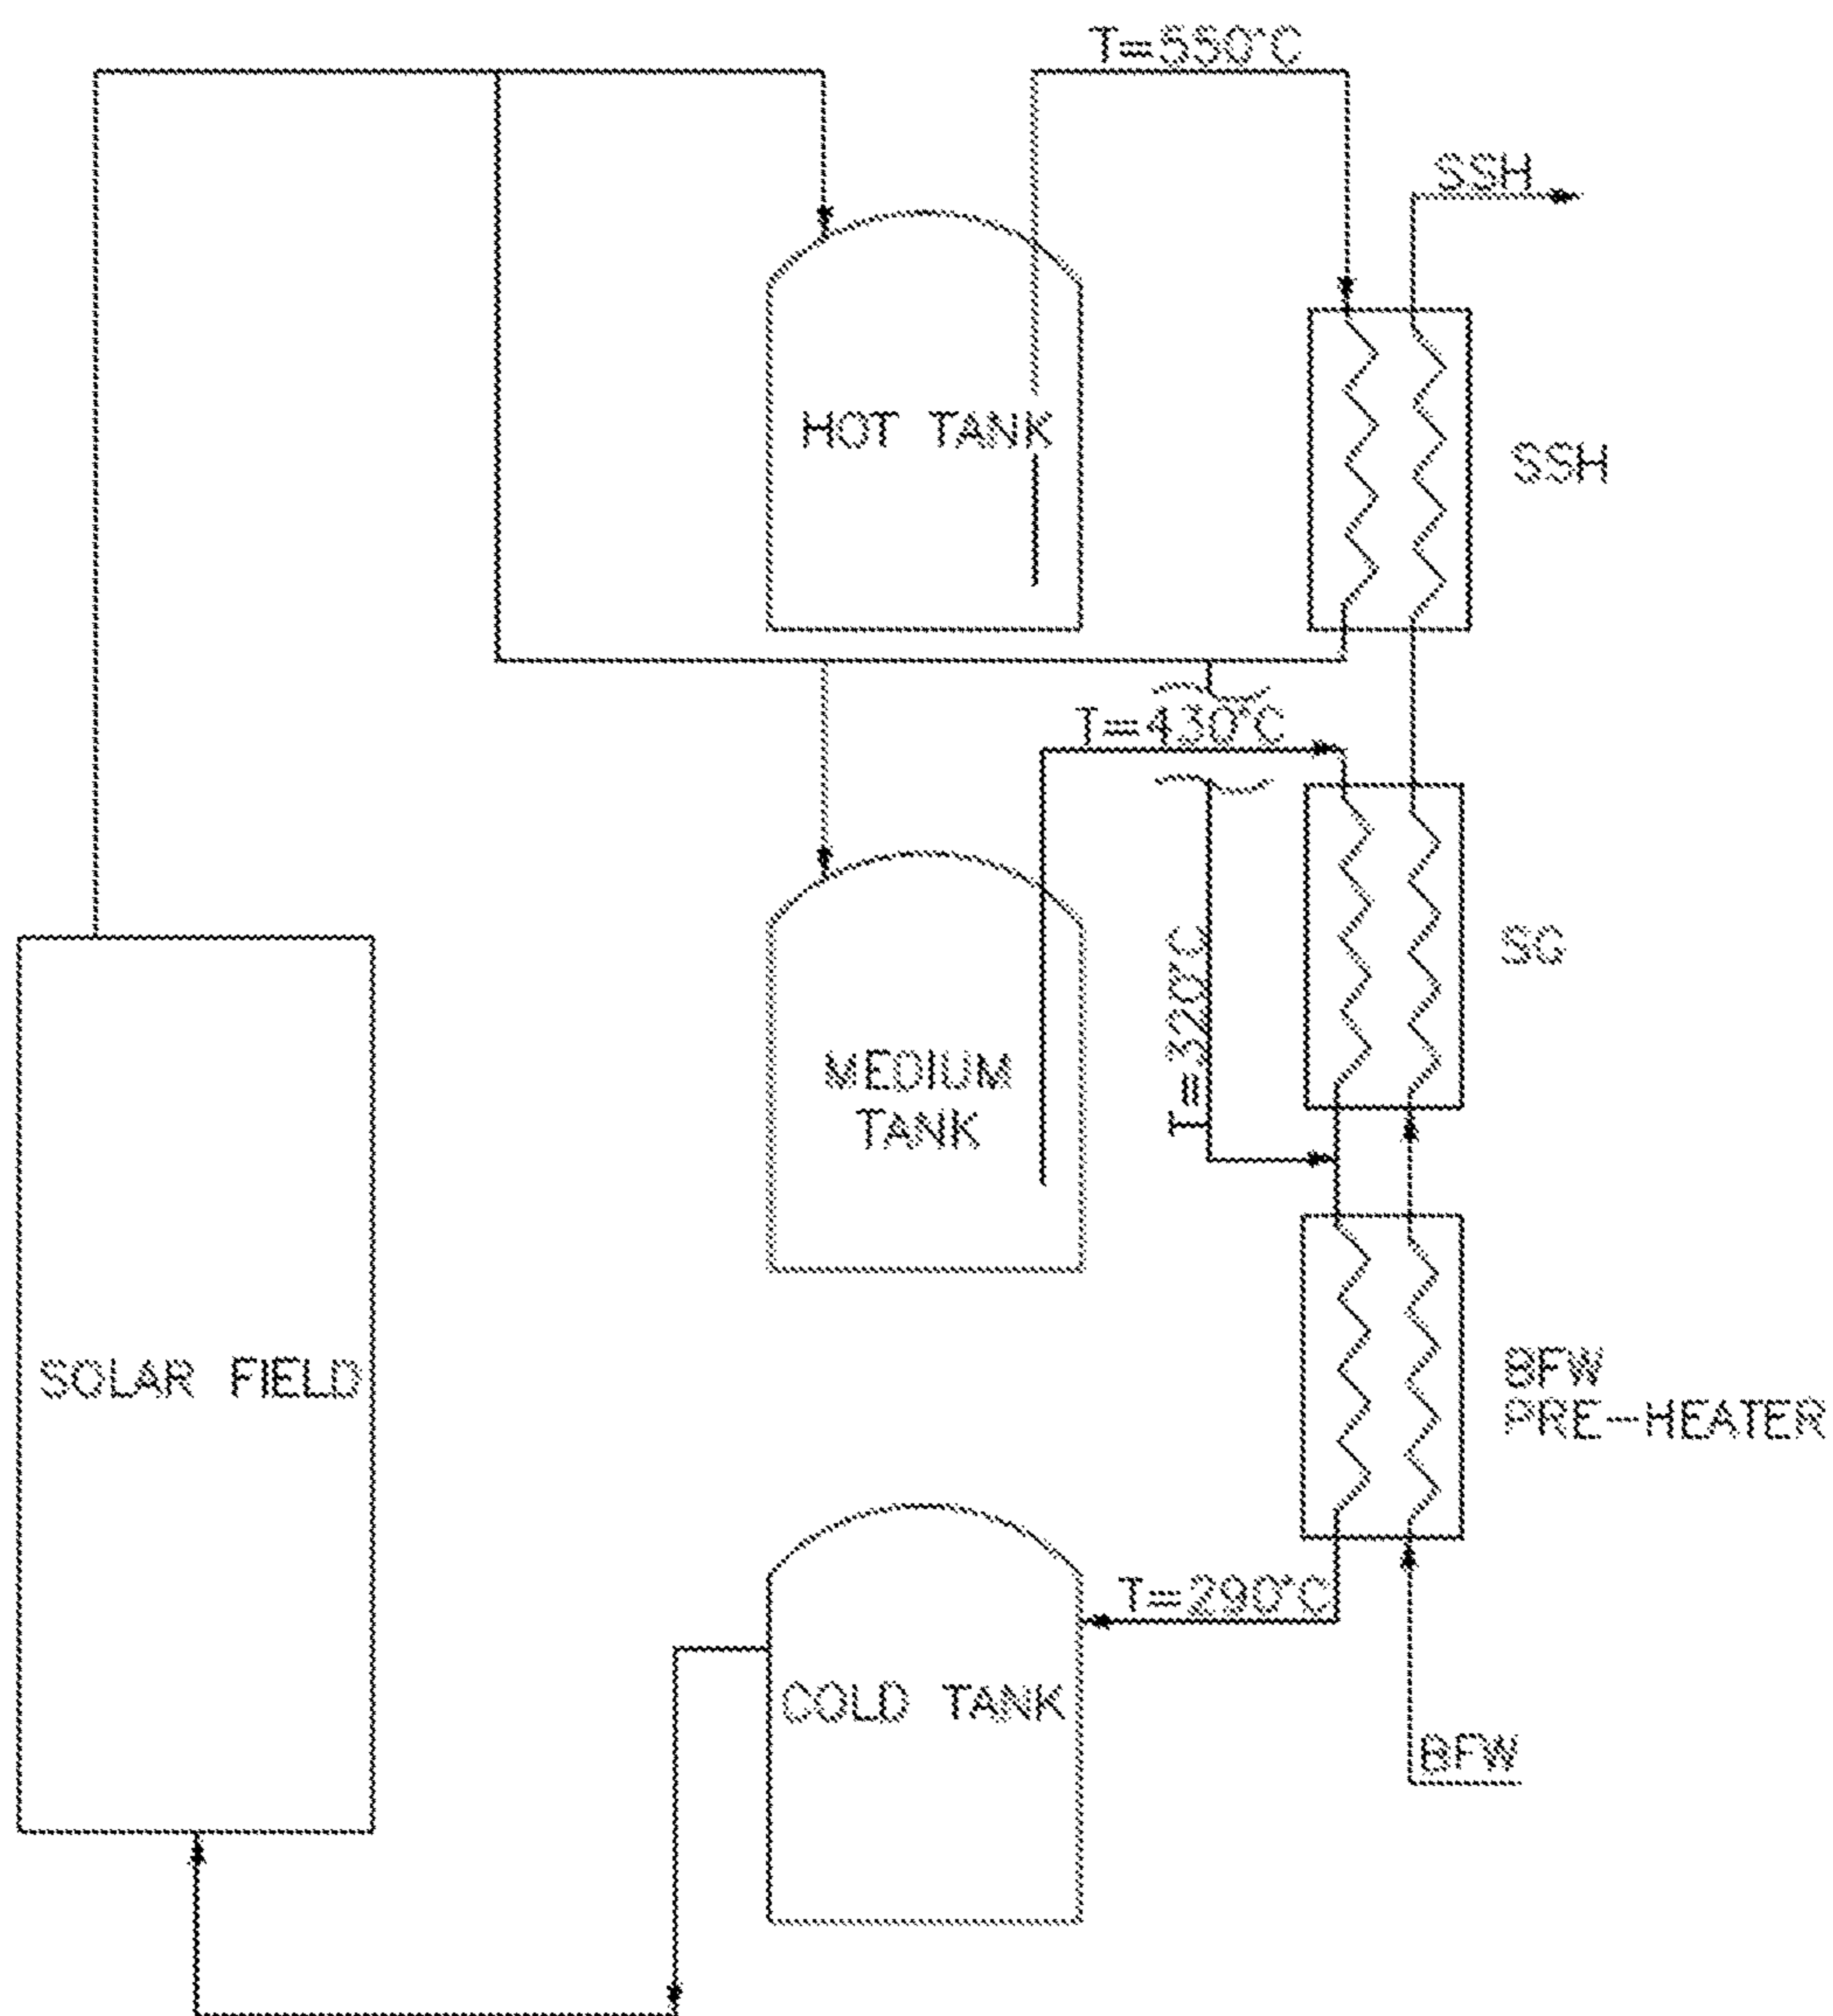 T=550°C
SSH
HOT TANK
SSH
T=430°C
SG
T=320°C
MEDIUM
TANK
SOLAR FIELD
BFW
PRE-HEATER
T=290°C
COLD TANK
BFW